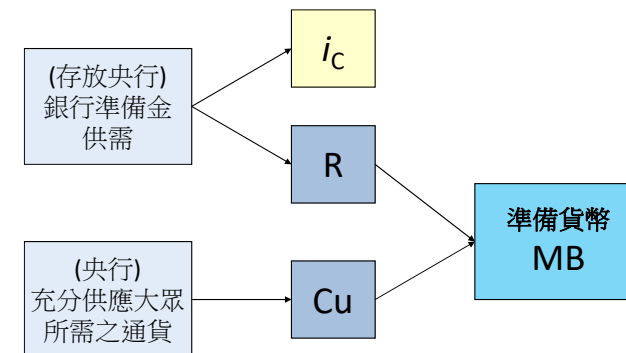 (存放央行)
銀行準備金
供需
i_C
R
準備貨幣
MB
(央行)
充分供應大眾
所需之通貨
Cu